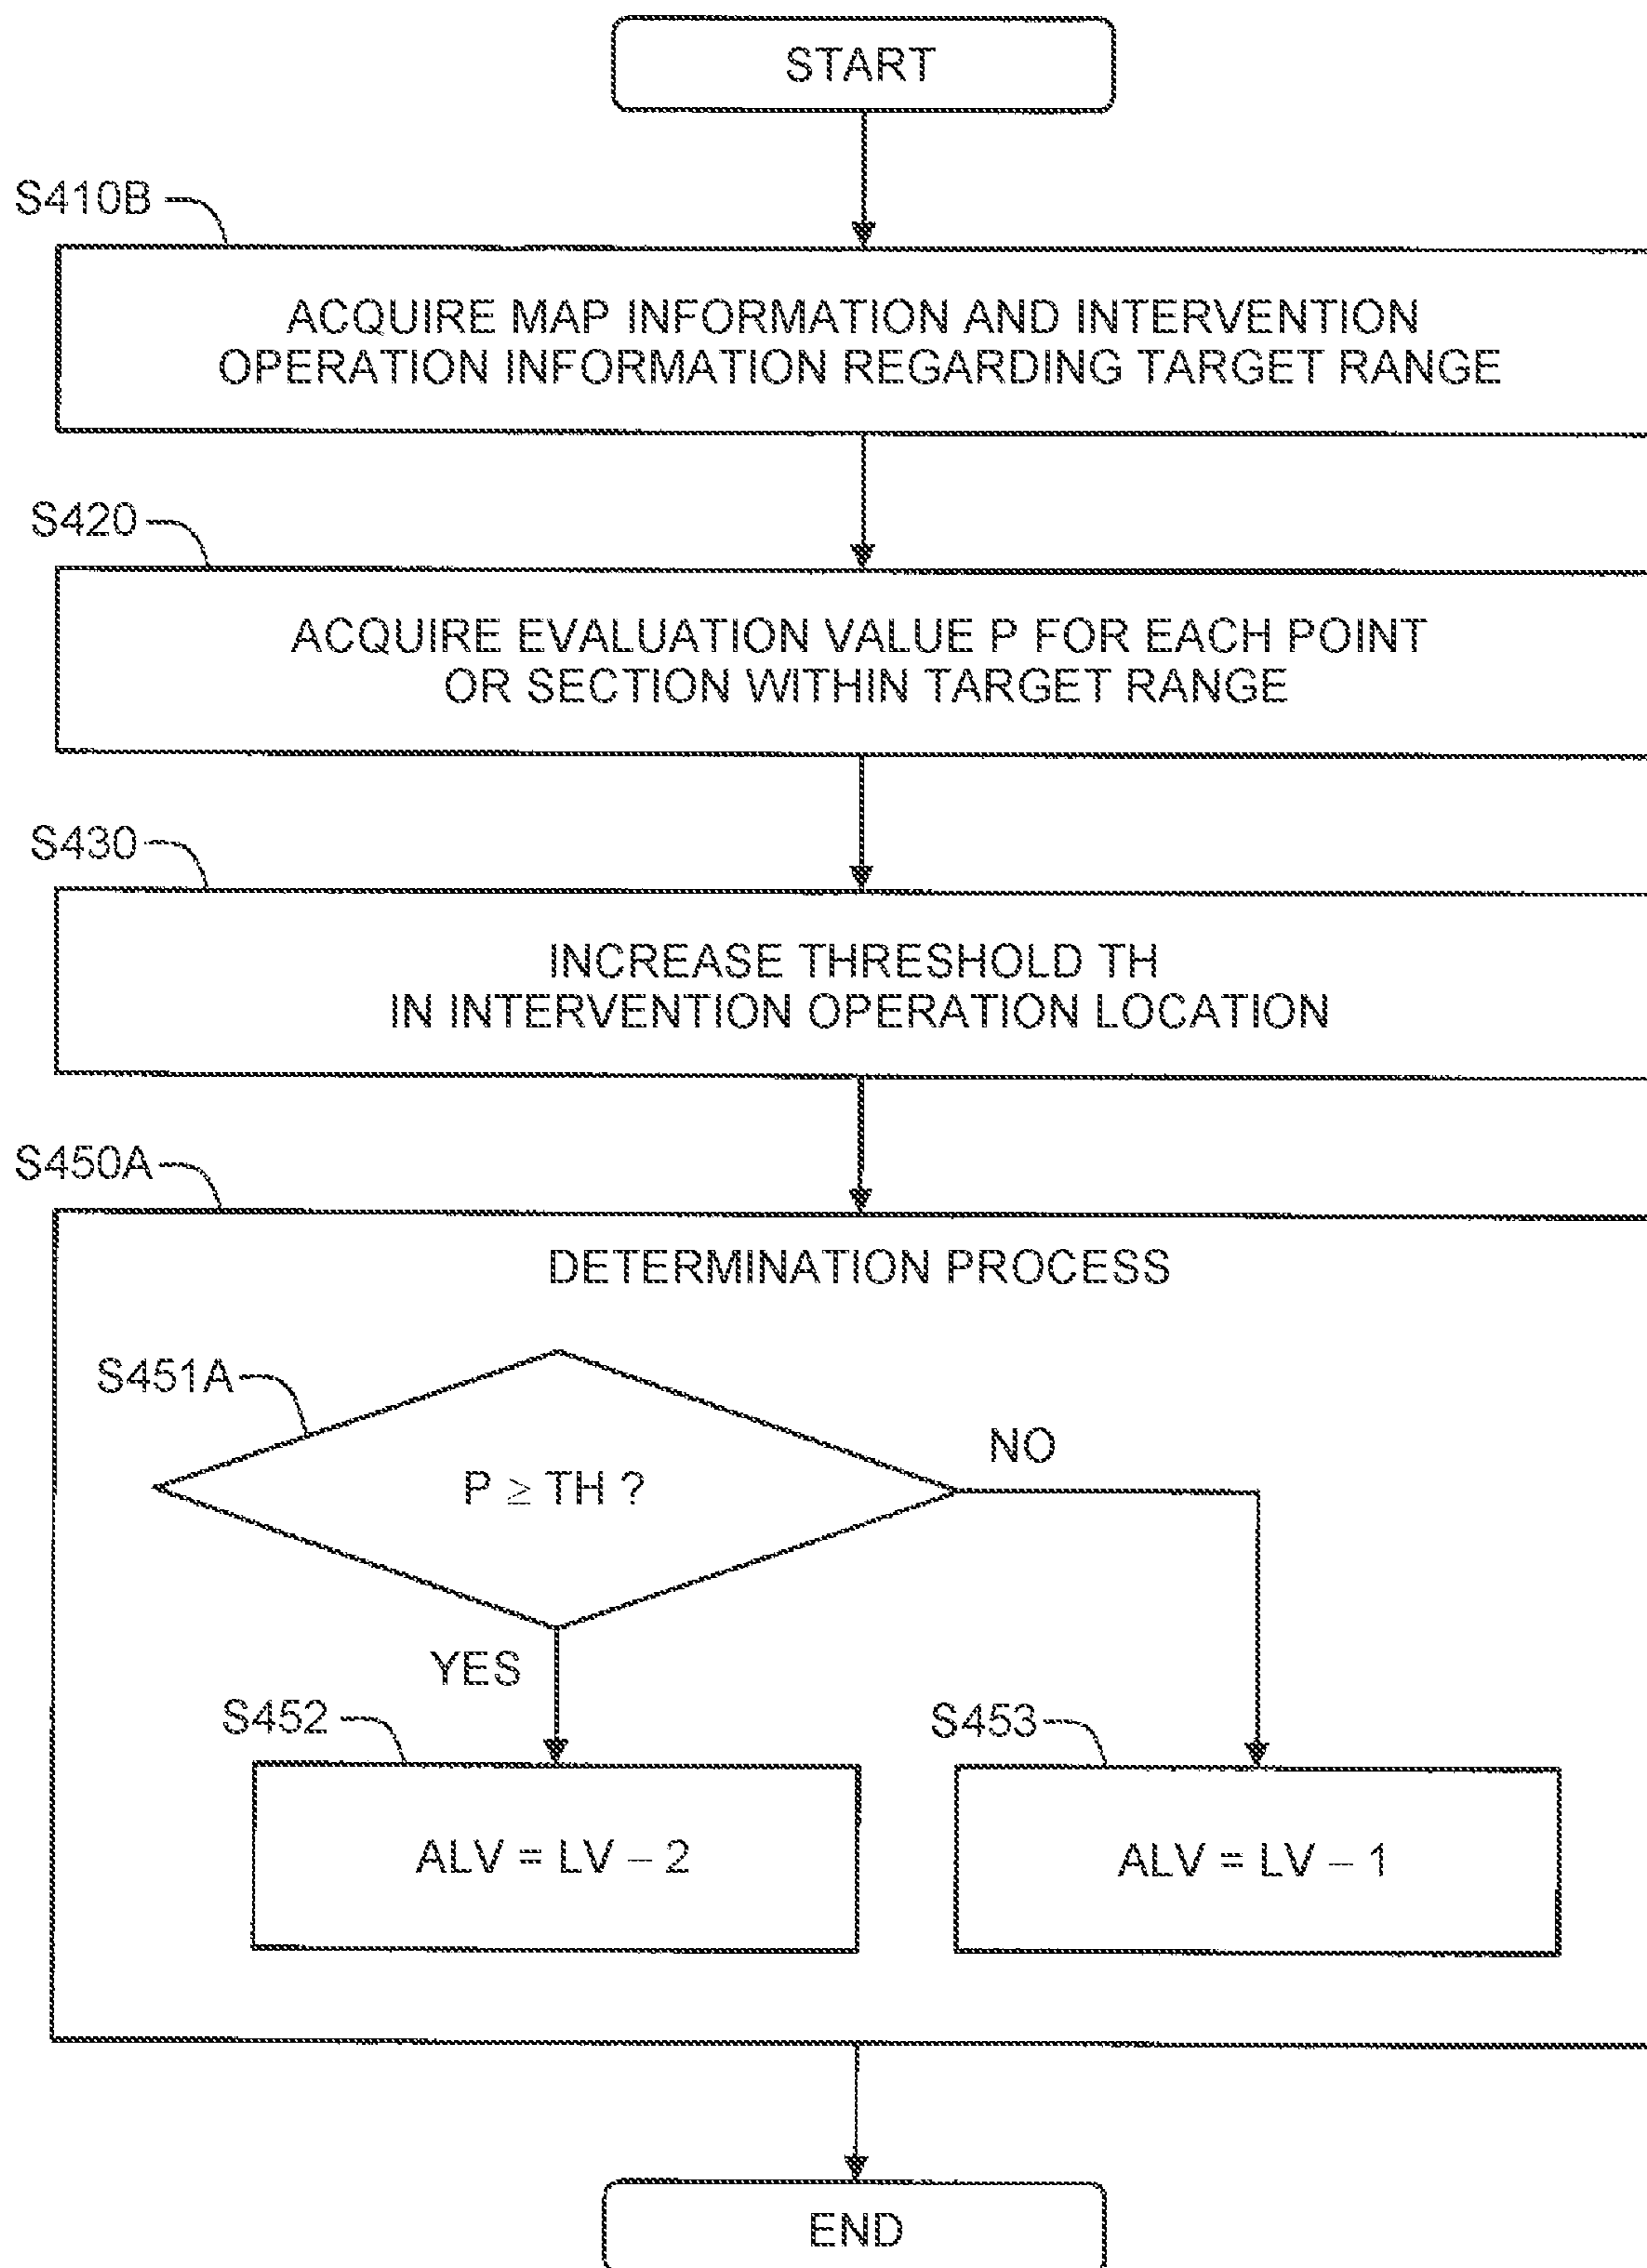 START
S410B
ACQUIRE MAP INFORMATION AND INTERVENTION
OPERATION INFORMATION REGARDING TARGET RANGE
S420
ACQUIRE EVALUATION VALUE P FOR EACH POINT
OR SECTION WITHIN TARGET RANGE
S430
INCREASE THRESHOLD TH
IN INTERVENTION OPERATION LOCATION
S450A
DETERMINATION PROCESS
S451A
NO
P ≥ TH ?
YES
S452
S453
ALV = LV – 2
ALV = LV – 1
END